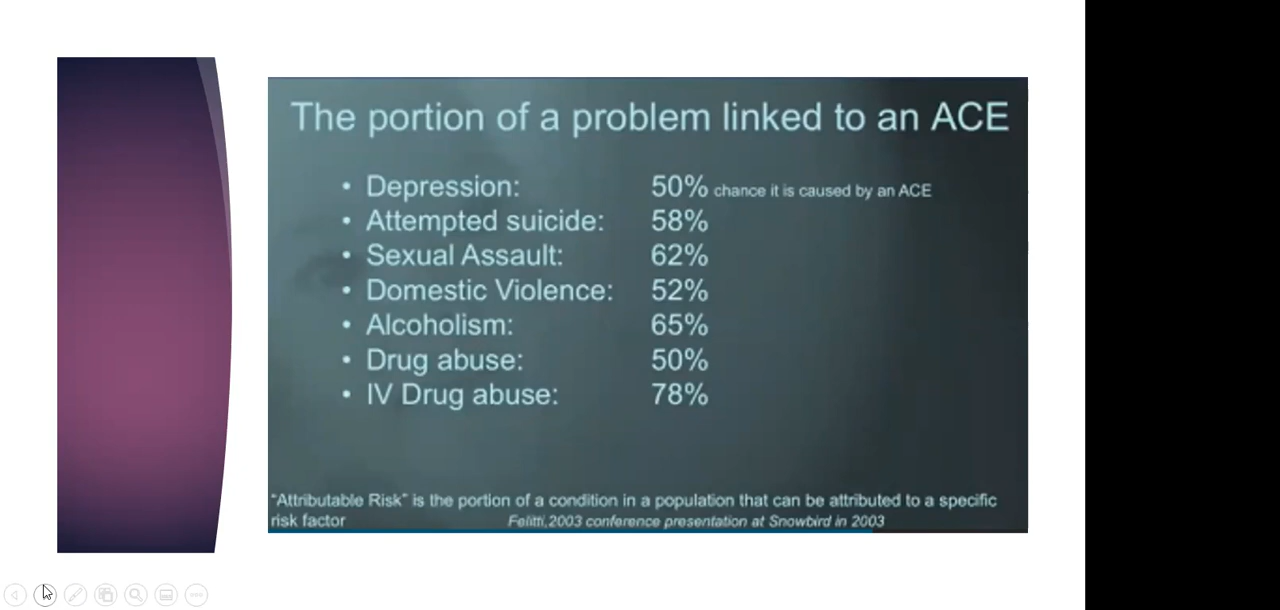 The portion of a problem linked to an ACE
• Depression: 50% chance it is caused by an ACE
• Attempted suicide: 58%
• Sexual Assault: 62%
• Domestic Violence: 52%
• Alcoholism: 65%
• Drug abuse: 50%
• IV Drug abuse: 78%
“Attributable Risk” is the portion of a condition in a population that can be attributed to a specific
risk factor Felitti,2003 conference presentation at Snowbird in 2003